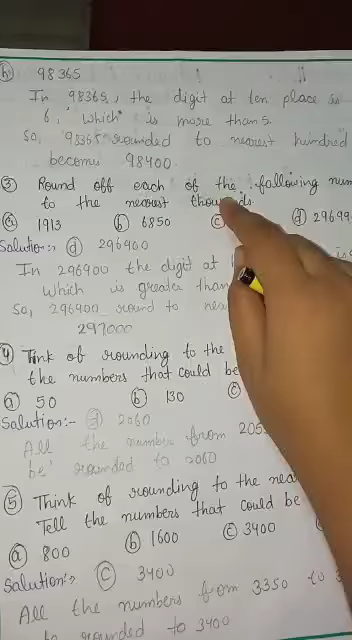 (h) 98365
In 98365, the digit at ten place is
6, which is more than 5.
So, 98365 rounded to nearest hundred
become 98400.
③ Round off each of the following num
to the nearest thounds
ⓐ 1913 ⓑ 6850 ⓒ ⓓ 29699
Solution:- ⓓ 296900
In 296900 the digit at
Which is greater than
So, 296900 round to nea
297000
④ Tink of rounding to the
the numbers that could be
ⓐ 50 ⓑ 130 ⓒ
Solution:- ⓓ 2060
All the number from 205
be rounded to 2060
⑤ Think of rounding to the nea
Tell the numbers that could be
ⓐ 800 ⓑ 1600 ⓒ 3400
Solution:- ⓒ 3400
All the numbers from 3350 to 3
to rounded to 3400